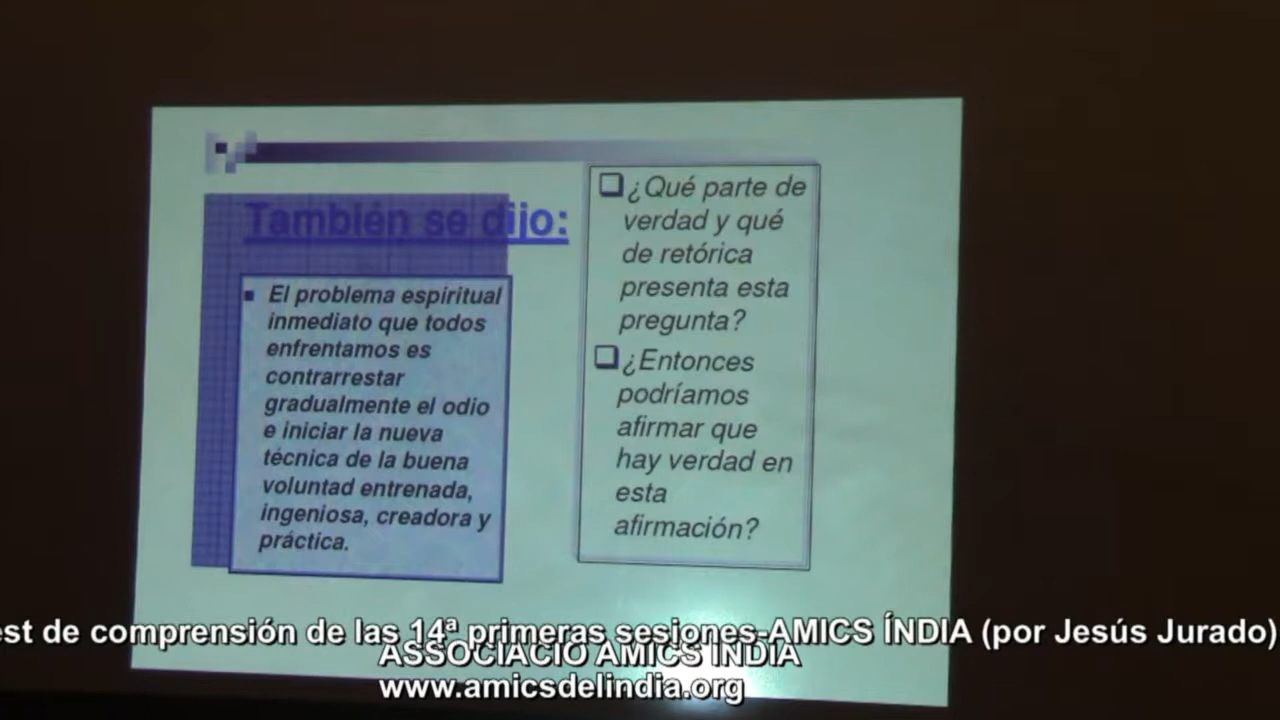 También se dijo:
El problema espiritual
inmediato que todos
enfrentamos es
contrarrestar
gradualmente el odio
e iniciar la nueva
técnica de la buena
voluntad entrenada,
ingeniosa, creadora y
práctica.
¿Qué parte de
verdad y qué
de retórica
presenta esta
pregunta?
¿Entonces
podríamos
afirmar que
hay verdad en
esta
afirmación?
est de comprensión de las 14ª primeras sesiones-AMICS ÍNDIA (por Jesús Jurado)
ASSOCIACIÓ AMICS ÍNDIA
www.amicsdelindia.org